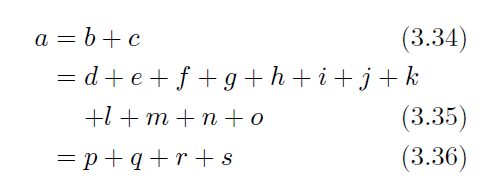 a = b + c (3.34)
= d + e + f + g + h + i + j + k
+l + m + n + o (3.35)
= p + q + r + s (3.36)